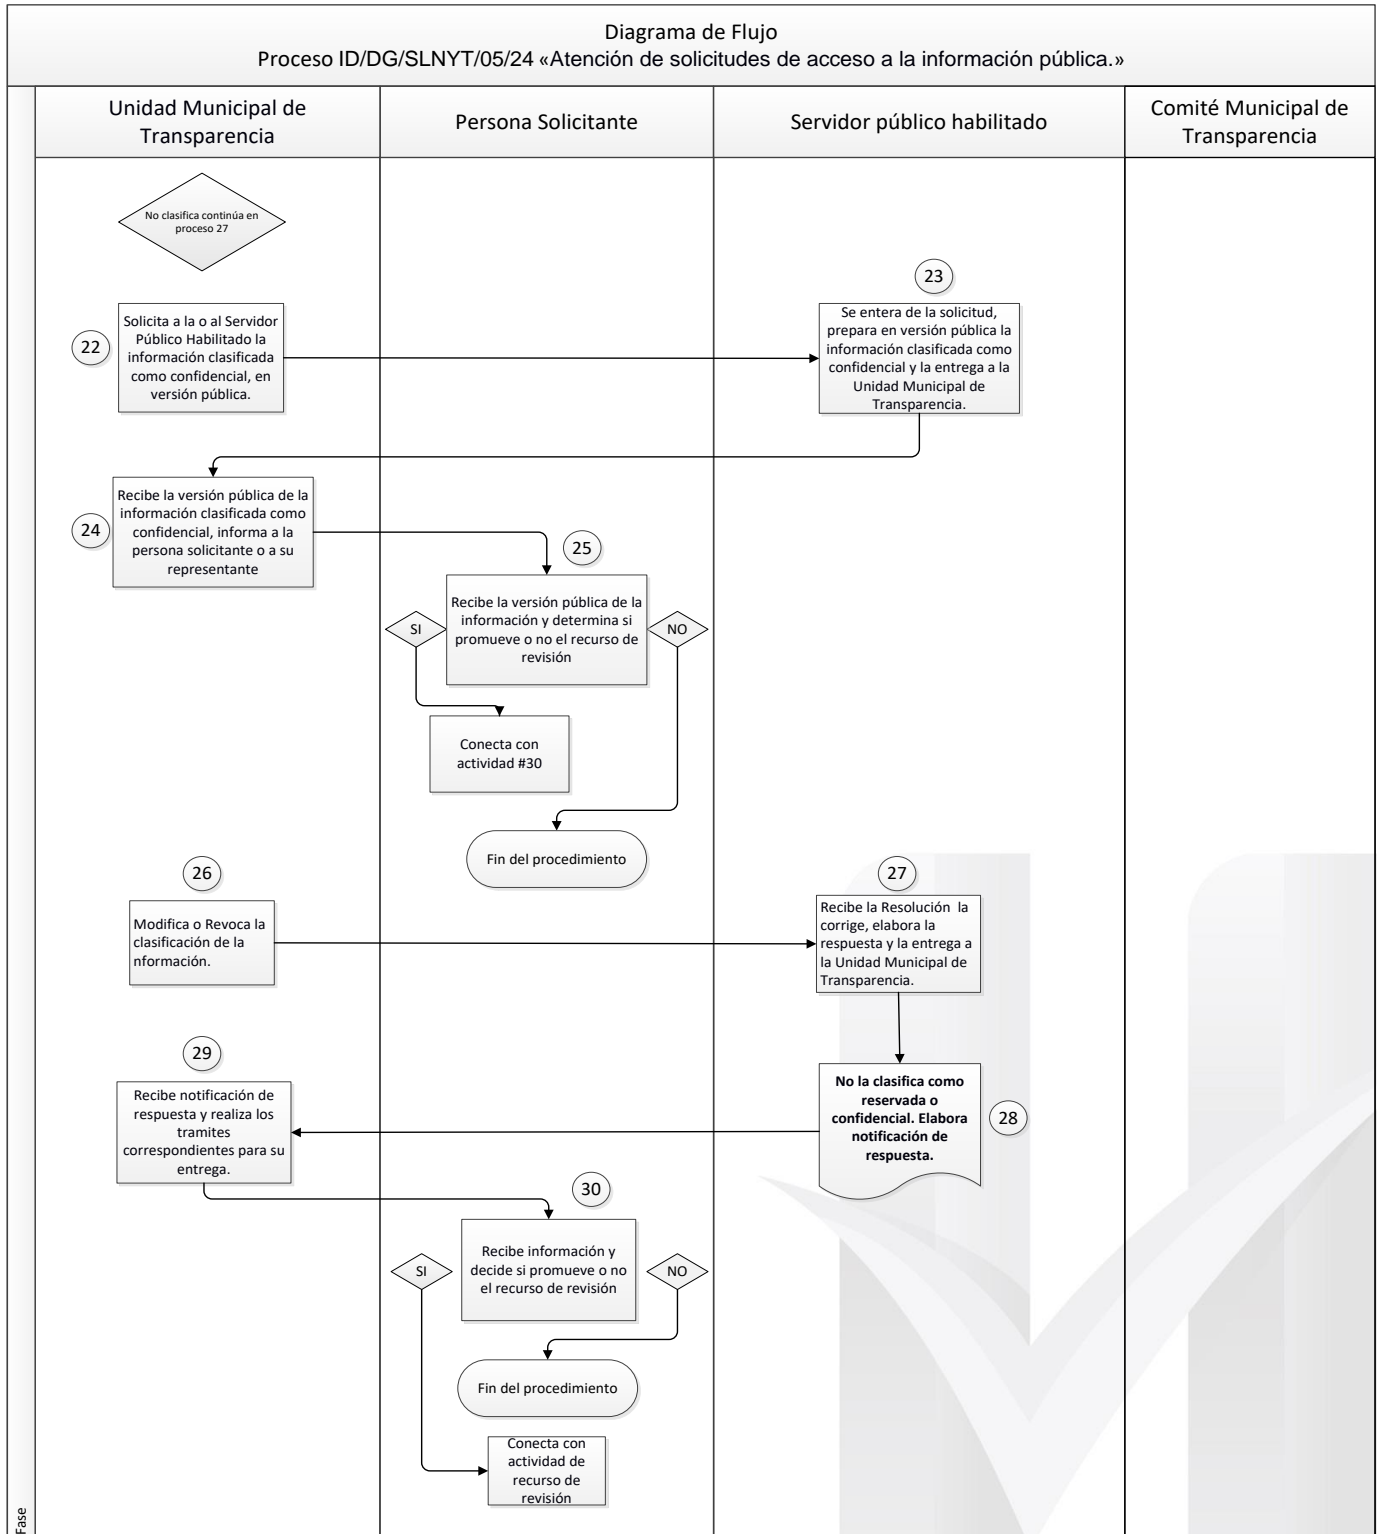 Diagrama de Flujo
Proceso ID/DG/SLNYT/05/24 «Atención de solicitudes de acceso a la información pública.»
Unidad Municipal de
Transparencia
Persona Solicitante
Servidor público habilitado
Comité Municipal de
Transparencia
No clasifica continúa en
proceso 27
22
Solicita a la o al Servidor
Público Habilitado la
información clasificada
como confidencial, en
versión pública.
23
Se entera de la solicitud,
prepara en versión pública la
información clasificada como
confidencial y la entrega a la
Unidad Municipal de
Transparencia.
24
Recibe la versión pública de la
información clasificada como
confidencial, informa a la
persona solicitante o a su
representante
25
Recibe la versión pública de la
información y determina si
promueve o no el recurso de
revisión
SI
NO
Conecta con
actividad #30
Fin del procedimiento
26
Modifica o Revoca la
clasificación de la
nformación.
27
Recibe la Resolución  la
corrige, elabora la
respuesta y la entrega a
la Unidad Municipal de
Transparencia.
28
No la clasifica como
reservada o
confidencial. Elabora
notificación de
respuesta.
29
Recibe notificación de
respuesta y realiza los
tramites
correspondientes para su
entrega.
30
Recibe información y
decide si promueve o no
el recurso de revisión
SI
NO
Fin del procedimiento
Conecta con
actividad de
recurso de
revisión
Fase